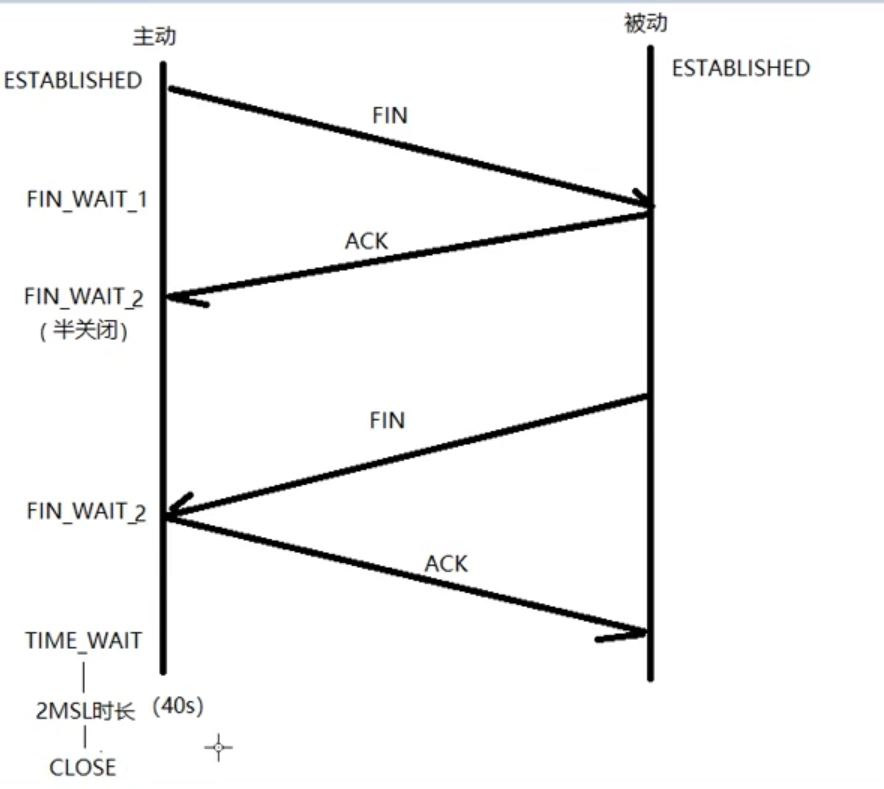 主动
被动
ESTABLISHED
ESTABLISHED
FIN
FIN_WAIT_1
ACK
FIN_WAIT_2
(半关闭)
FIN
FIN_WAIT_2
ACK
TIME_WAIT
2MSL时长 (40s)
CLOSE